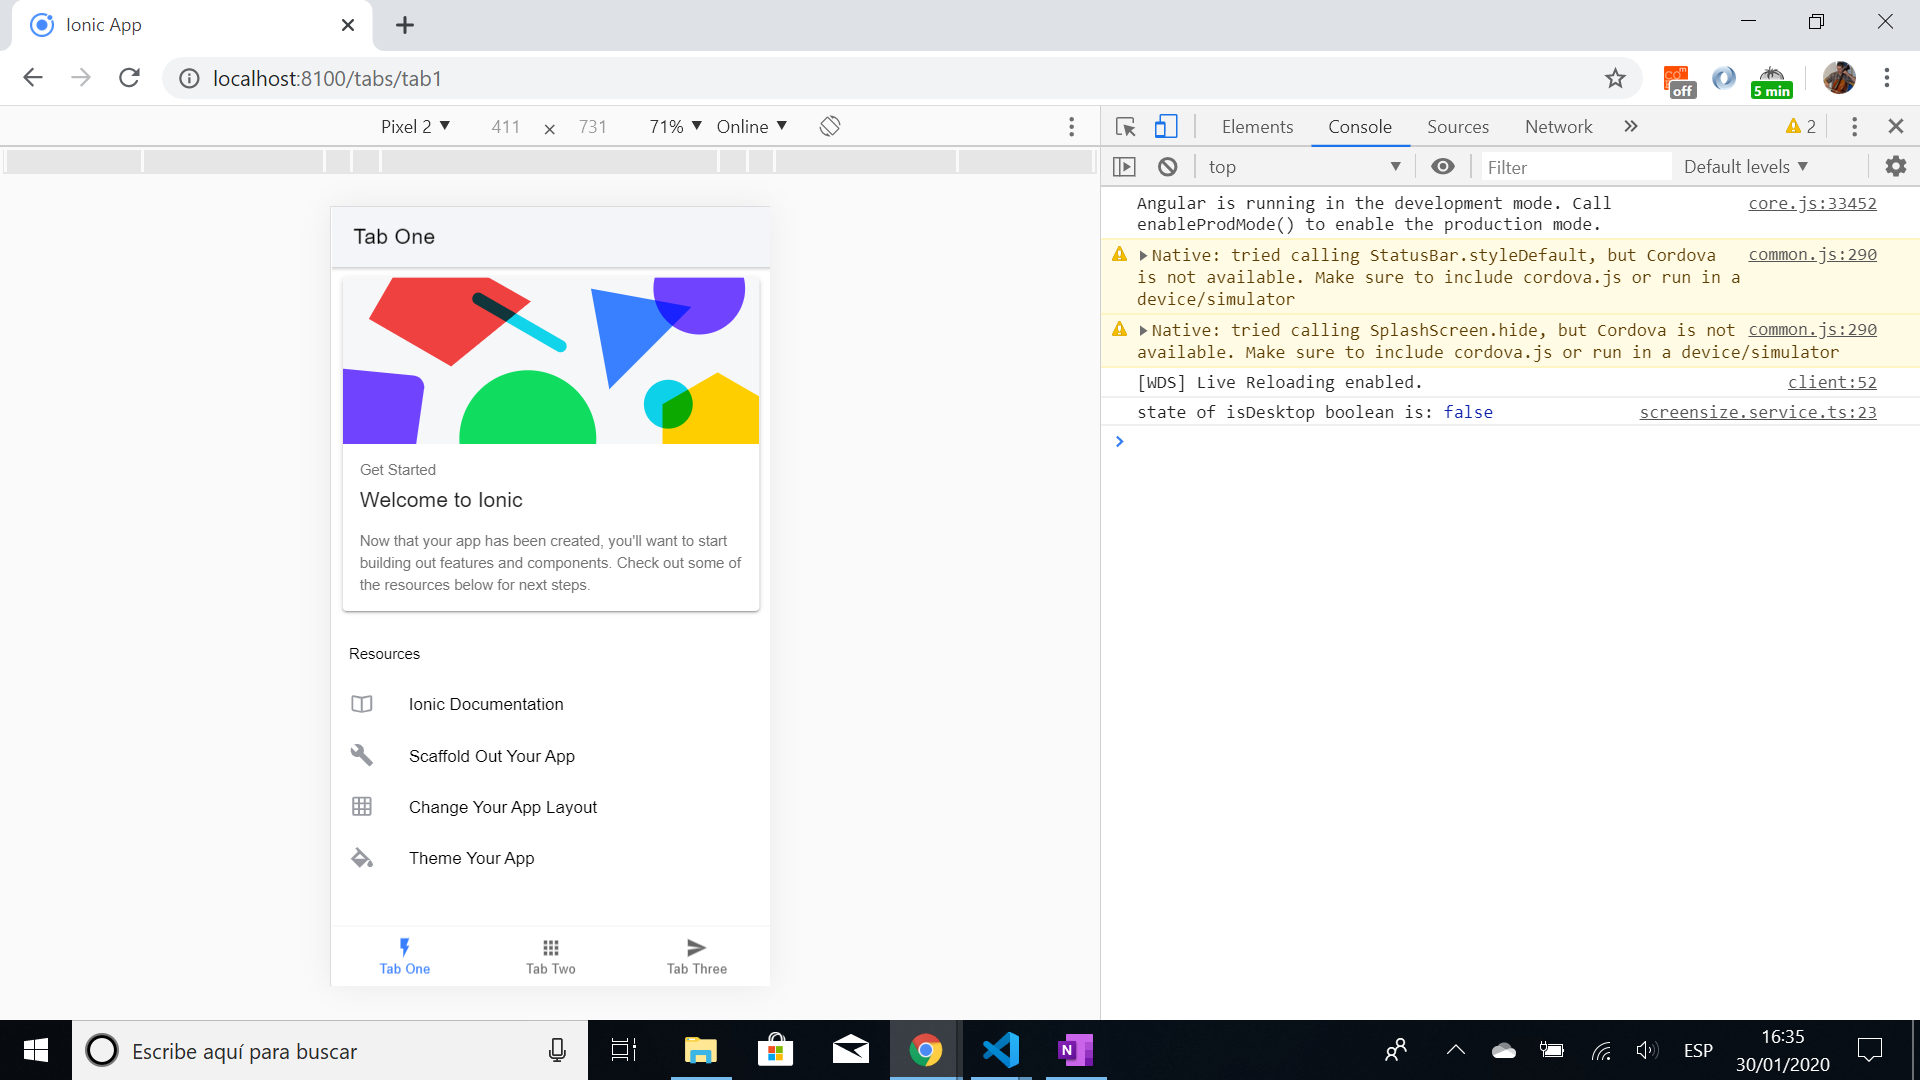 Ionic App
localhost:8100/tabs/tab1
off
5 min
Pixel 2 411 × 731 71% Online
Elements Console Sources Network » 2
top Filter Default levels
Tab One
Get Started
Welcome to Ionic
Now that your app has been created, you'll want to start
building out features and components. Check out some of
the resources below for next steps.
Resources
Ionic Documentation
Scaffold Out Your App
Change Your App Layout
Theme Your App
Tab One Tab Two Tab Three
Angular is running in the development mode. Call core.js:33452
enableProdMode() to enable the production mode.
Native: tried calling StatusBar.styleDefault, but Cordova common.js:290
is not available. Make sure to include cordova.js or run in a
device/simulator
Native: tried calling SplashScreen.hide, but Cordova is not common.js:290
available. Make sure to include cordova.js or run in a device/simulator
[WDS] Live Reloading enabled. client:52
state of isDesktop boolean is: false screensize.service.ts:23
Escribe aquí para buscar
N
ESP
16:35
30/01/2020